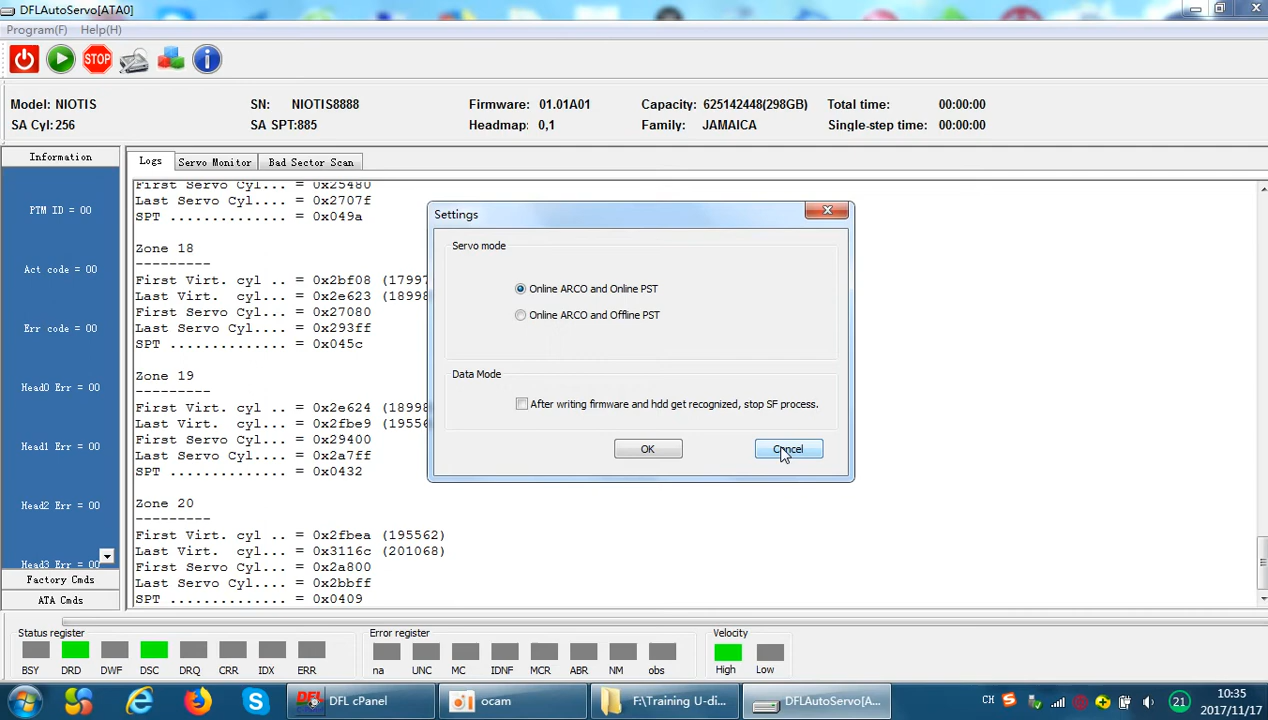 DFLAutoServo[ATA0]
Program(F) Help(H)
STOP
Model: NIOTIS SN: NIOTIS8888 Firmware: 01.01A01 Capacity: 625142448(298GB) Total time: 00:00:00
SA Cyl:256 SA SPT:885 Headmap: 0,1 Family: JAMAICA Single-step time: 00:00:00
Information
PTM ID = 00
Act code = 00
Err code = 00
Head0 Err = 00
Head1 Err = 00
Head2 Err = 00
Head3 Err = 00
Factory Cmds
ATA Cmds
Logs Servo Monitor Bad Sector Scan
First Servo Cyl... = 0x25480
Last Servo Cyl.... = 0x2707f
SPT .............. = 0x049a
Zone 18
---------
First Virt. cyl .. = 0x2bf08 (17997
Last Virt.  cyl... = 0x2e623 (18998
First Servo Cyl... = 0x27080
Last Servo Cyl.... = 0x293ff
SPT .............. = 0x045c
Zone 19
---------
First Virt. cyl .. = 0x2e624 (18998
Last Virt.  cyl... = 0x2fbe9 (1955
First Servo Cyl... = 0x29400
Last Servo Cyl.... = 0x2a7ff
SPT .............. = 0x0432
Zone 20
---------
First Virt. cyl .. = 0x2fbea (195562)
Last Virt.  cyl... = 0x3116c (201068)
First Servo Cyl... = 0x2a800
Last Servo Cyl.... = 0x2bbff
SPT .............. = 0x0409
Settings
Servo mode
Online ARCO and Online PST
Online ARCO and Offline PST
Data Mode
After writing firmware and hdd get recognized, stop SF process.
OK Cancel
Status register Error register Velocity
BSY DRD DWF DSC DRQ CRR IDX ERR na UNC MC IDNF MCR ABR NM obs High Low
DFL cPanel ocam F:\Training U-di... DFLAutoServo[A... CH 21 10:35
2017/11/17